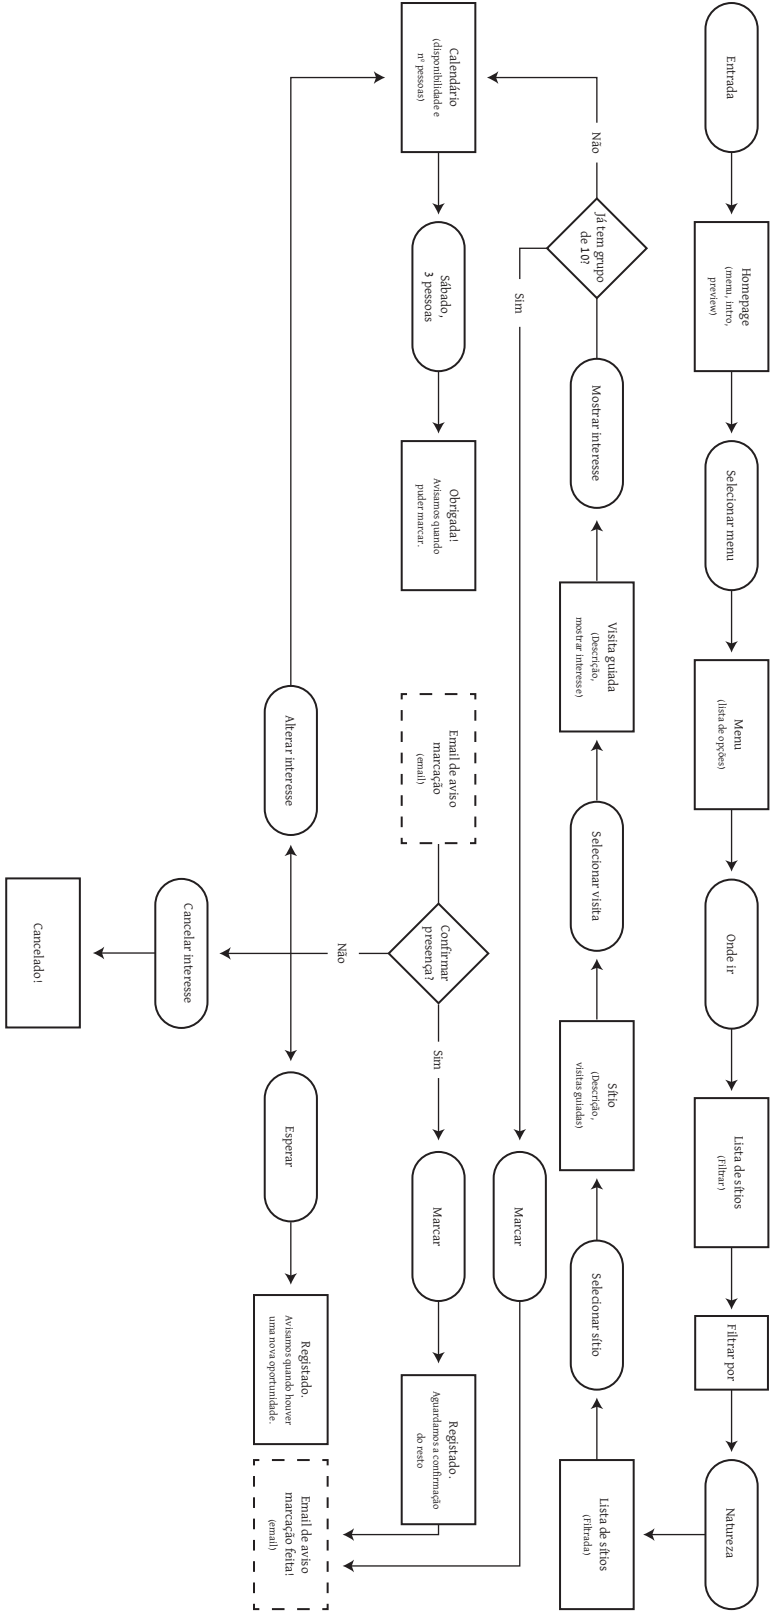 Entrada
Homepage
(menu, intro,
preview)
Selecionar menu
Menu
(lista de opções)
Onde ir
Lista de sítios
(Filtrar)
Filtrar por
Natureza
Lista de sítios
(Filtrada)
Selecionar sítio
Sítio
(Descrição,
visitas guiadas)
Selecionar visita
Visita guiada
(Descrição,
mostrar interesse)
Mostrar interesse
Já tem grupo
de 10?
Não
Sim
Marcar
Calendário
(disponibilidade e
nº pessoas)
Sábado,
3 pessoas
Obrigada!
Avisamos quando
puder marcar.
Email de aviso
marcação
(email)
Confirmar
presença?
Sim
Marcar
Registado.
Aguardamos a confirmação
do resto
Não
Alterar interesse
Esperar
Registado.
Avisamos quando houver
uma nova oportunidade.
Email de aviso
marcação feita!
(email)
Cancelar interesse
Cancelado!